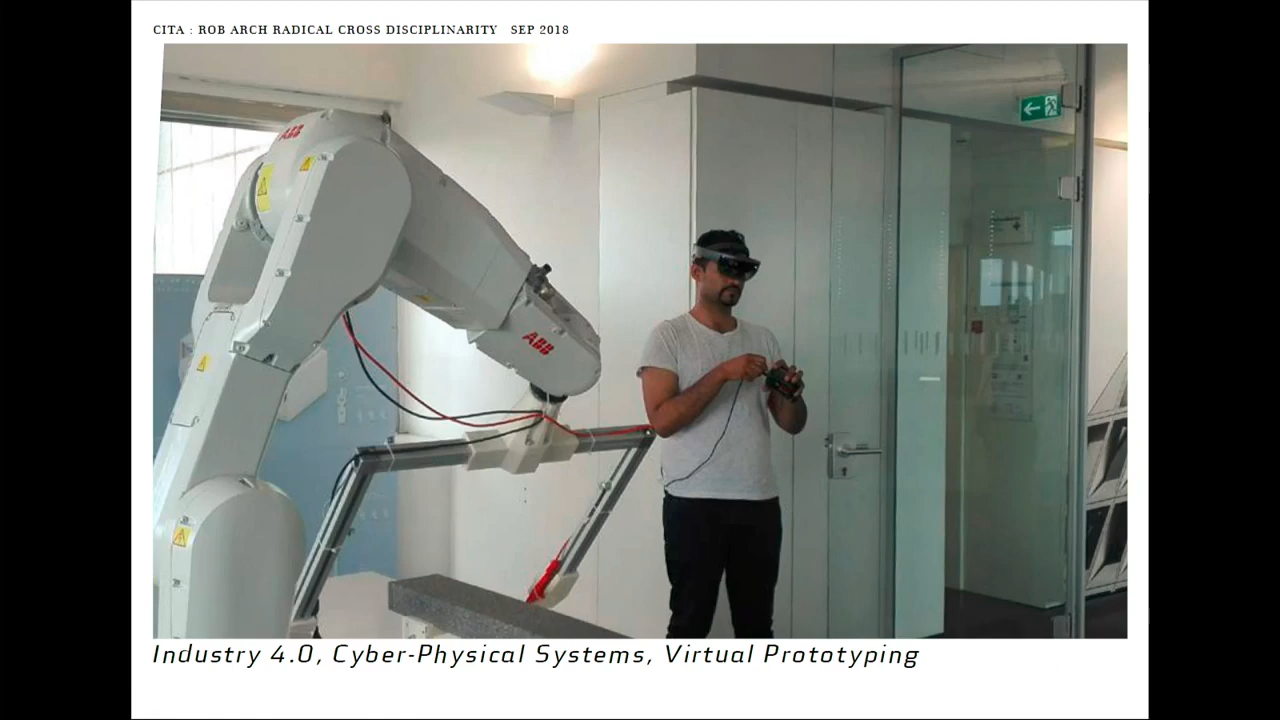 CITA : ROB ARCH RADICAL CROSS DISCIPLINARITY SEP 2018
ABB
ABB
Industry 4.0, Cyber-Physical Systems, Virtual Prototyping